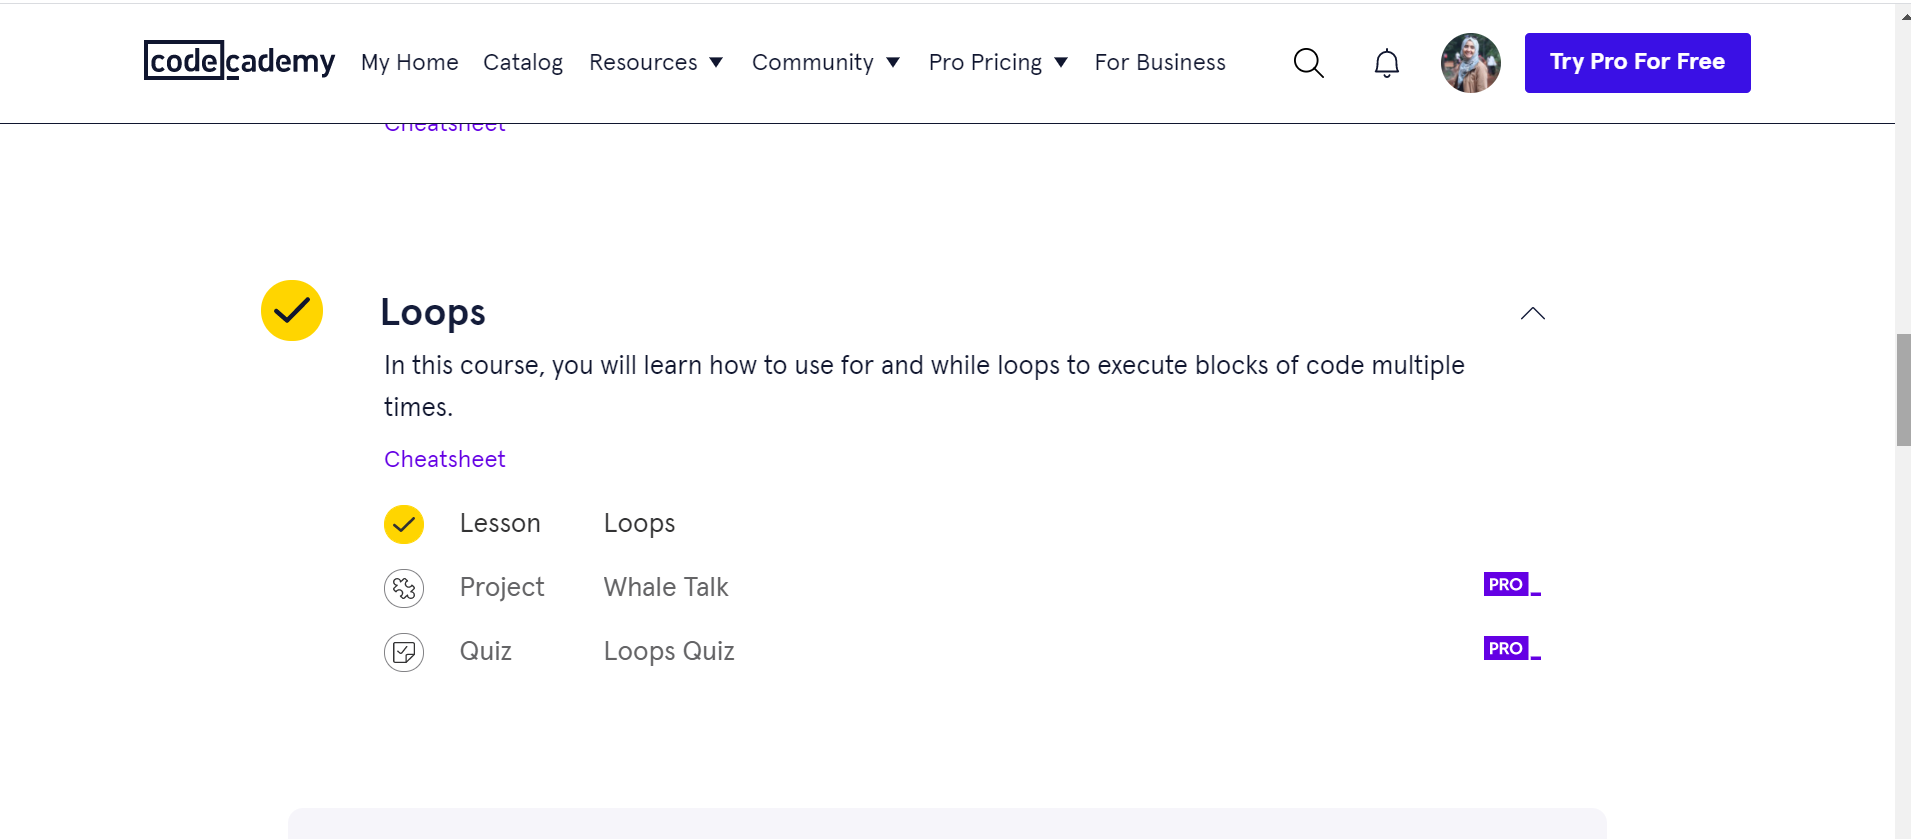 codecademy My Home Catalog Resources Community Pro Pricing For Business Try Pro For Free
Cheatsheet
Loops
In this course, you will learn how to use for and while loops to execute blocks of code multiple
times.
Cheatsheet
Lesson Loops
Project Whale Talk PRO
Quiz Loops Quiz PRO